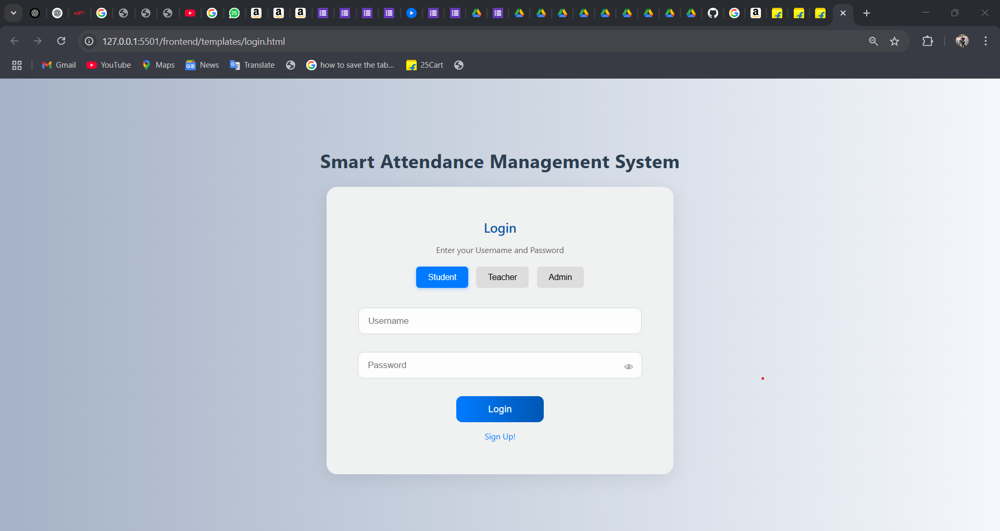 25
127.0.0.1:5501/frontend/templates/login.html
Gmail YouTube Maps News Translate how to save the tab... 25Cart
Smart Attendance Management System
Login
Enter your Username and Password
Student Teacher Admin
Username
Password
Login
Sign Up!